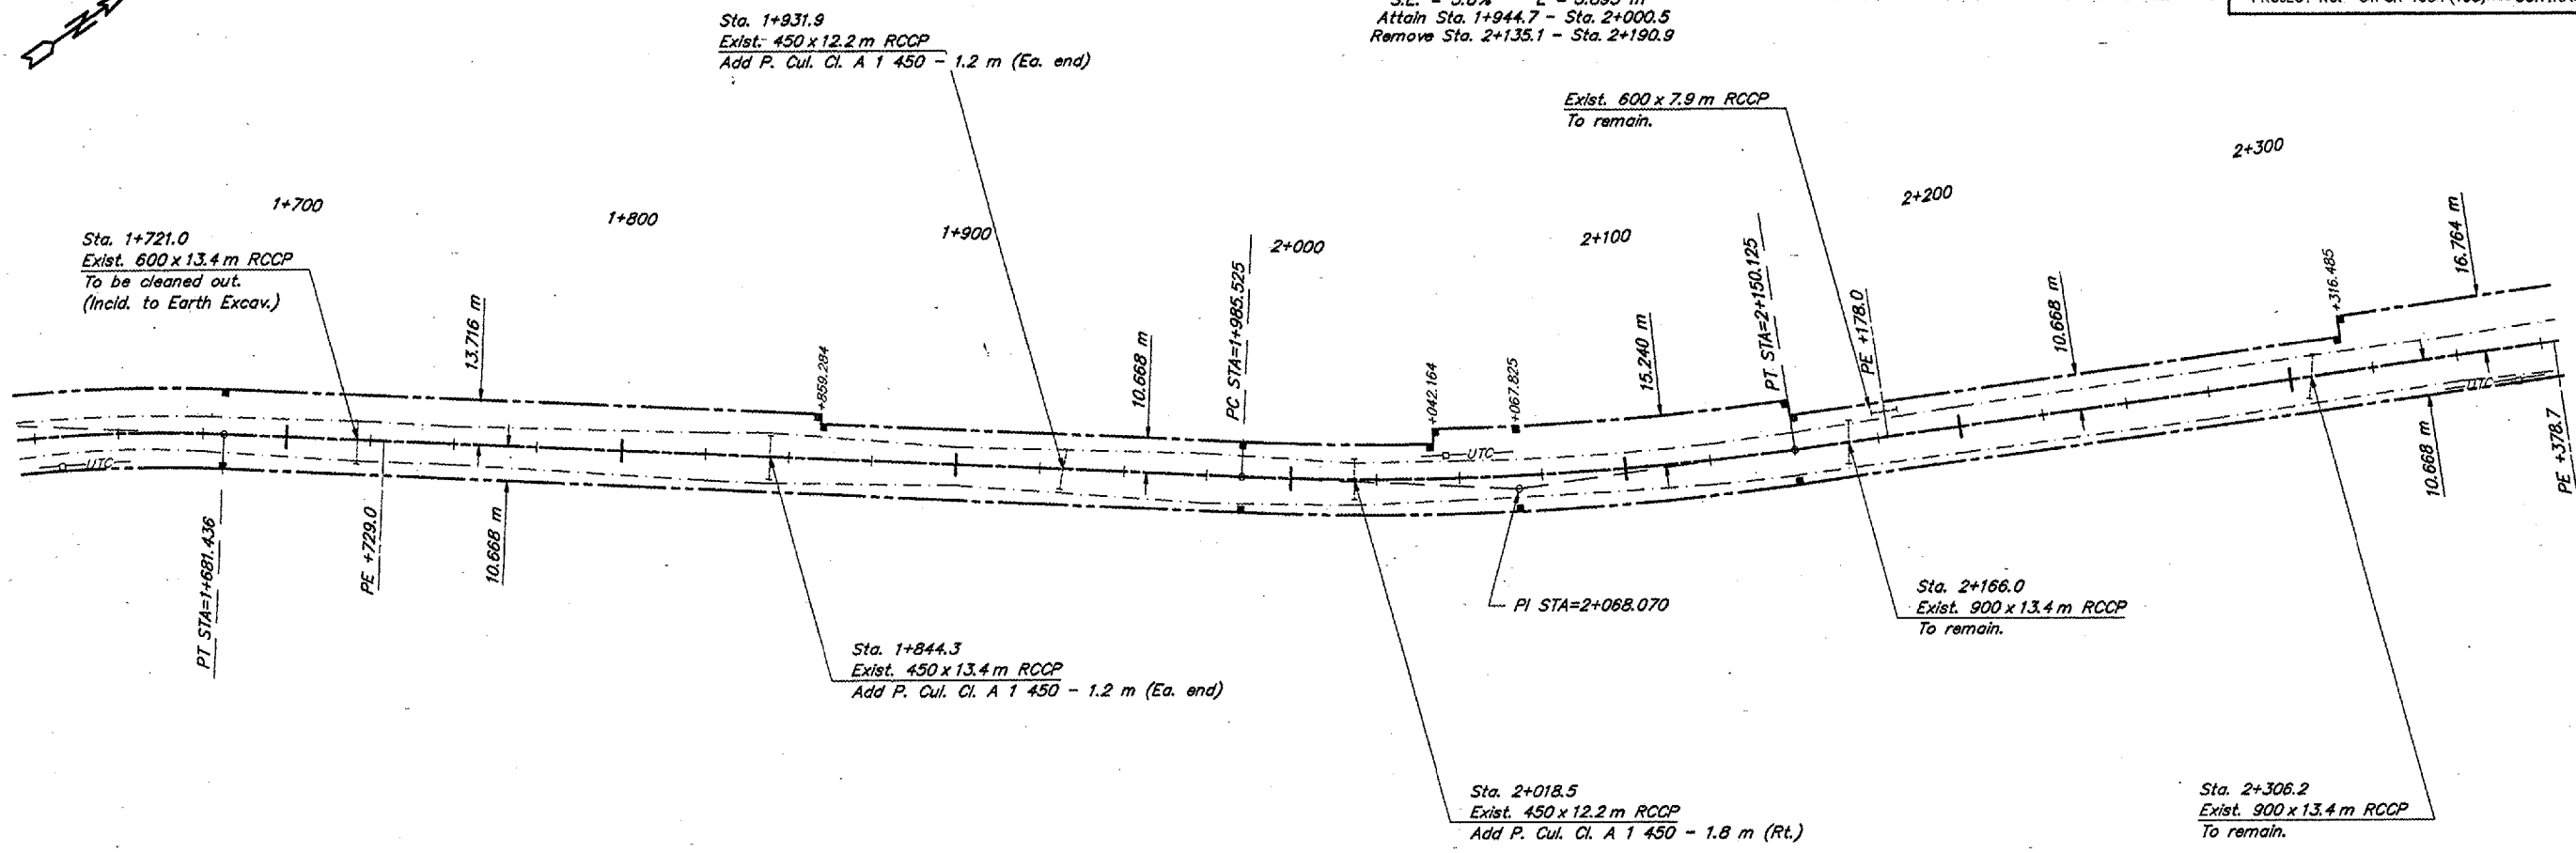 N
Sta. 1+931.9
Exist. 450 x 12.2 m RCCP
Add P. Cul. Cl. A 1 450 - 1.2 m (Ea. end)
Attain Sta. 1+944.7 - Sta. 2+000.5
Remove Sta. 2+135.1 - Sta. 2+190.9
Exist. 600 x 7.9 m RCCP
To remain.
1+700
1+800
1+900
2+000
2+100
2+200
2+300
Sta. 1+721.0
Exist. 600 x 13.4 m RCCP
To be cleaned out.
(Incid. to Earth Excav.)
13.716 m
+859.284
10.668 m
PC STA=1+985.525
+042.164
+067.825
15.240 m
PT STA=2+150.125
PE +178.0
10.668 m
+316.485
16.764 m
UTC
UTC
UTC
PT STA=1+681.436
PE +729.0
10.668 m
10.668 m
PE +378.7
PI STA=2+068.070
Sta. 2+166.0
Exist. 900 x 13.4 m RCCP
To remain.
Sta. 1+844.3
Exist. 450 x 13.4 m RCCP
Add P. Cul. Cl. A 1 450 - 1.2 m (Ea. end)
Sta. 2+018.5
Exist. 450 x 12.2 m RCCP
Add P. Cul. Cl. A 1 450 - 1.8 m (Rt.)
Sta. 2+306.2
Exist. 900 x 13.4 m RCCP
To remain.